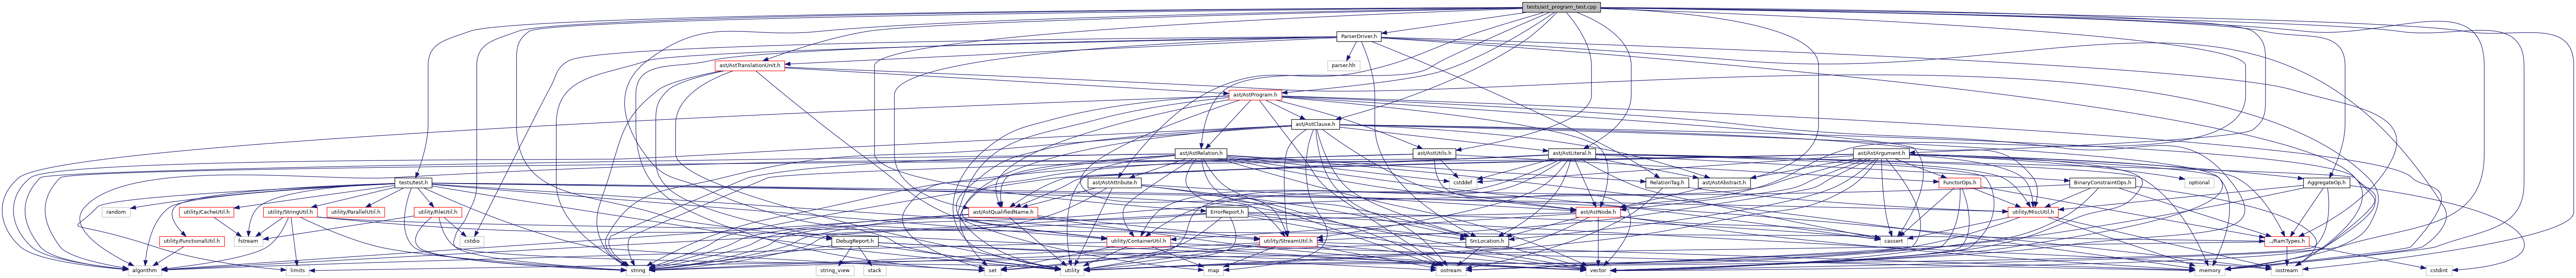 tests/ast_program_test.cpp
ParserDriver.h
ast/AstTranslationUnit.h
parser.hh
ast/AstProgram.h
ast/AstClause.h
ast/AstRelation.h
ast/AstUtils.h
ast/AstLiteral.h
ast/AstArgument.h
tests/test.h
ast/AstAttribute.h
cstddef
RelationTag.h
ast/AstAbstract.h
FunctorOps.h
BinaryConstraintOps.h
optional
AggregateOp.h
random
utility/CacheUtil.h
utility/StringUtil.h
utility/ParallelUtil.h
utility/FileUtil.h
ast/AstQualifiedName.h
ErrorReport.h
ast/AstNode.h
utility/MiscUtil.h
utility/FunctionalUtil.h
fstream
cstdio
DebugReport.h
utility/ContainerUtil.h
utility/StreamUtil.h
SrcLocation.h
cassert
../RamTypes.h
algorithm
limits
string
string_view
stack
set
utility
map
ostream
vector
memory
iostream
cstdint